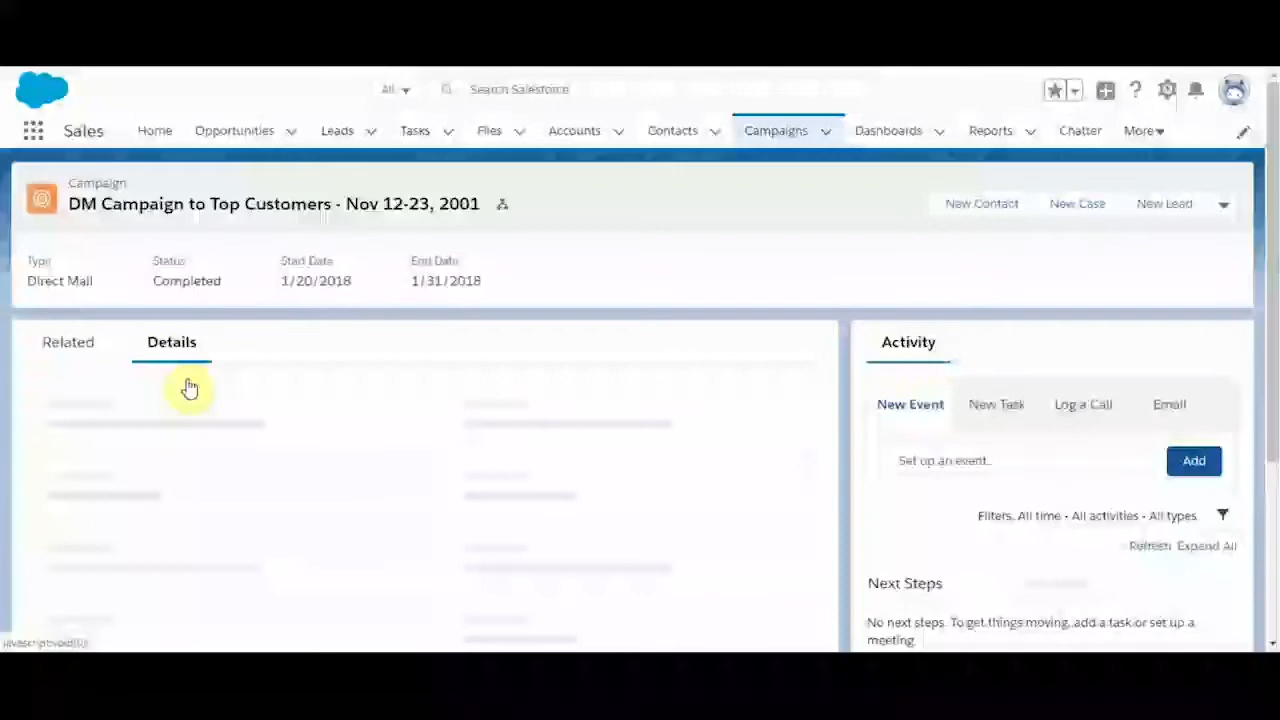 All
Search Salesforce
Sales
Home
Opportunities
Leads
Tasks
Files
Accounts
Contacts
Campaigns
Dashboards
Reports
Chatter
More
Campaign
DM Campaign to Top Customers - Nov 12-23, 2001
New Contact
New Case
New Lead
Type
Status
Start Date
End Date
Direct Mail
Completed
1/20/2018
1/31/2018
Related
Details
Activity
New Event
New Task
Log a Call
Email
Set up an event...
Add
Filters: All time • All activities • All types
Refresh Expand All
Next Steps
No next steps. To get things moving, add a task or set up a
meeting.
javascript:void(0);